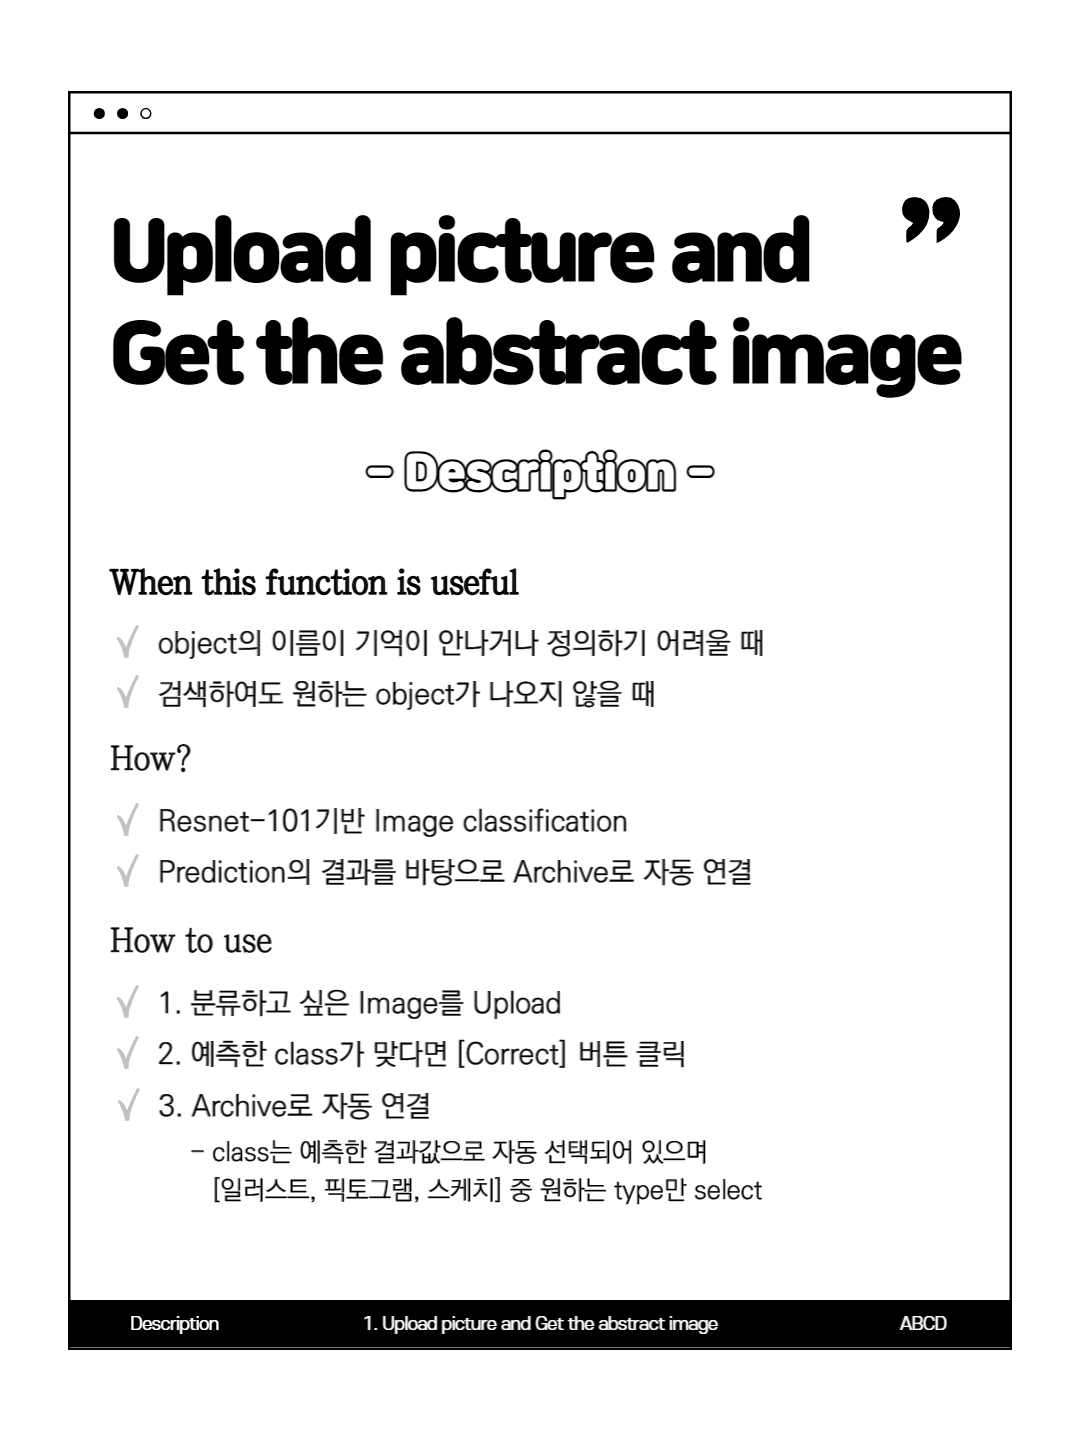 Upload picture and ”
Get the abstract image
- Description -
When this function is useful
√ object의 이름이 기억이 안나거나 정의하기 어려울 때
√ 검색하여도 원하는 object가 나오지 않을 때
How?
√ Resnet-101기반 Image classification
√ Prediction의 결과를 바탕으로 Archive로 자동 연결
How to use
√ 1. 분류하고 싶은 Image를 Upload
√ 2. 예측한 class가 맞다면 [Correct] 버튼 클릭
√ 3. Archive로 자동 연결
- class는 예측한 결과값으로 자동 선택되어 있으며
[일러스트, 픽토그램, 스케치] 중 원하는 type만 select
Description 1. Upload picture and Get the abstract image ABCD